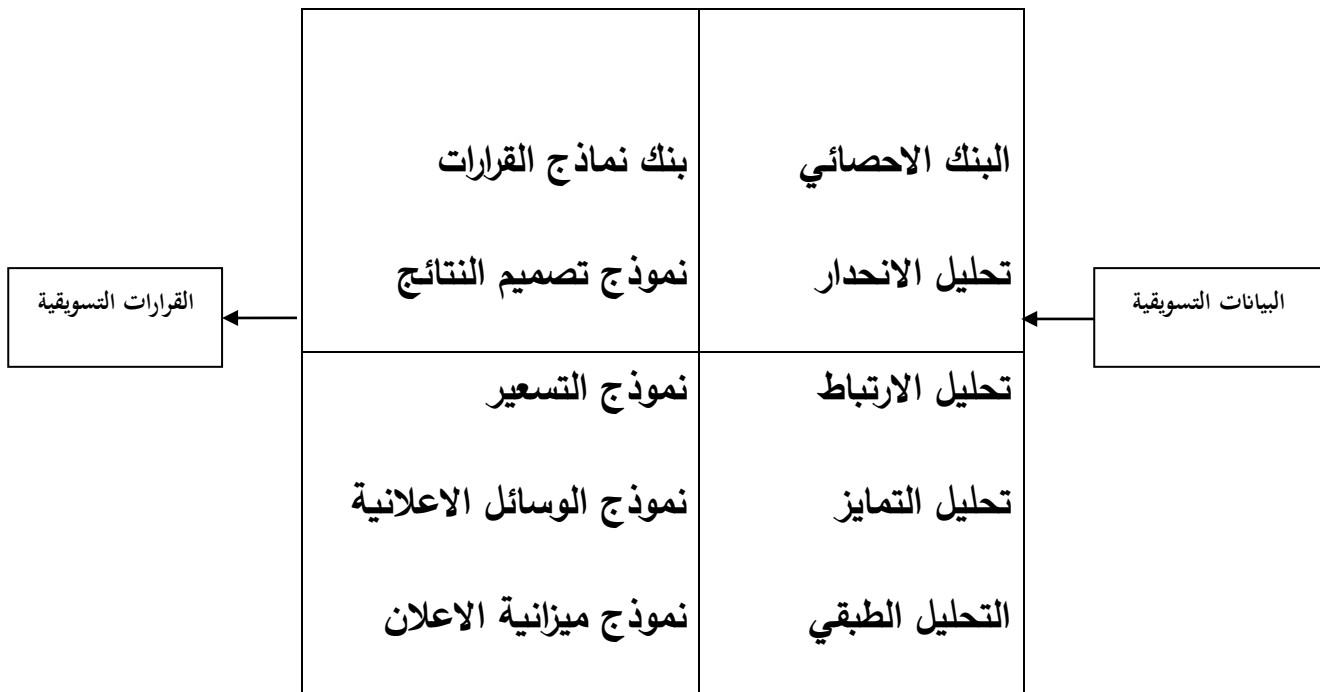 البيانات التسويقية
البنك الاحصائي
تحليل الانحدار
تحليل الارتباط
تحليل التمايز
التحليل الطبقي
بنك نماذج القرارات
نموذج تصميم النتائج
نموذج التسعير
نموذج الوسائل الاعلانية
نموذج ميزانية الاعلان
القرارات التسويقية